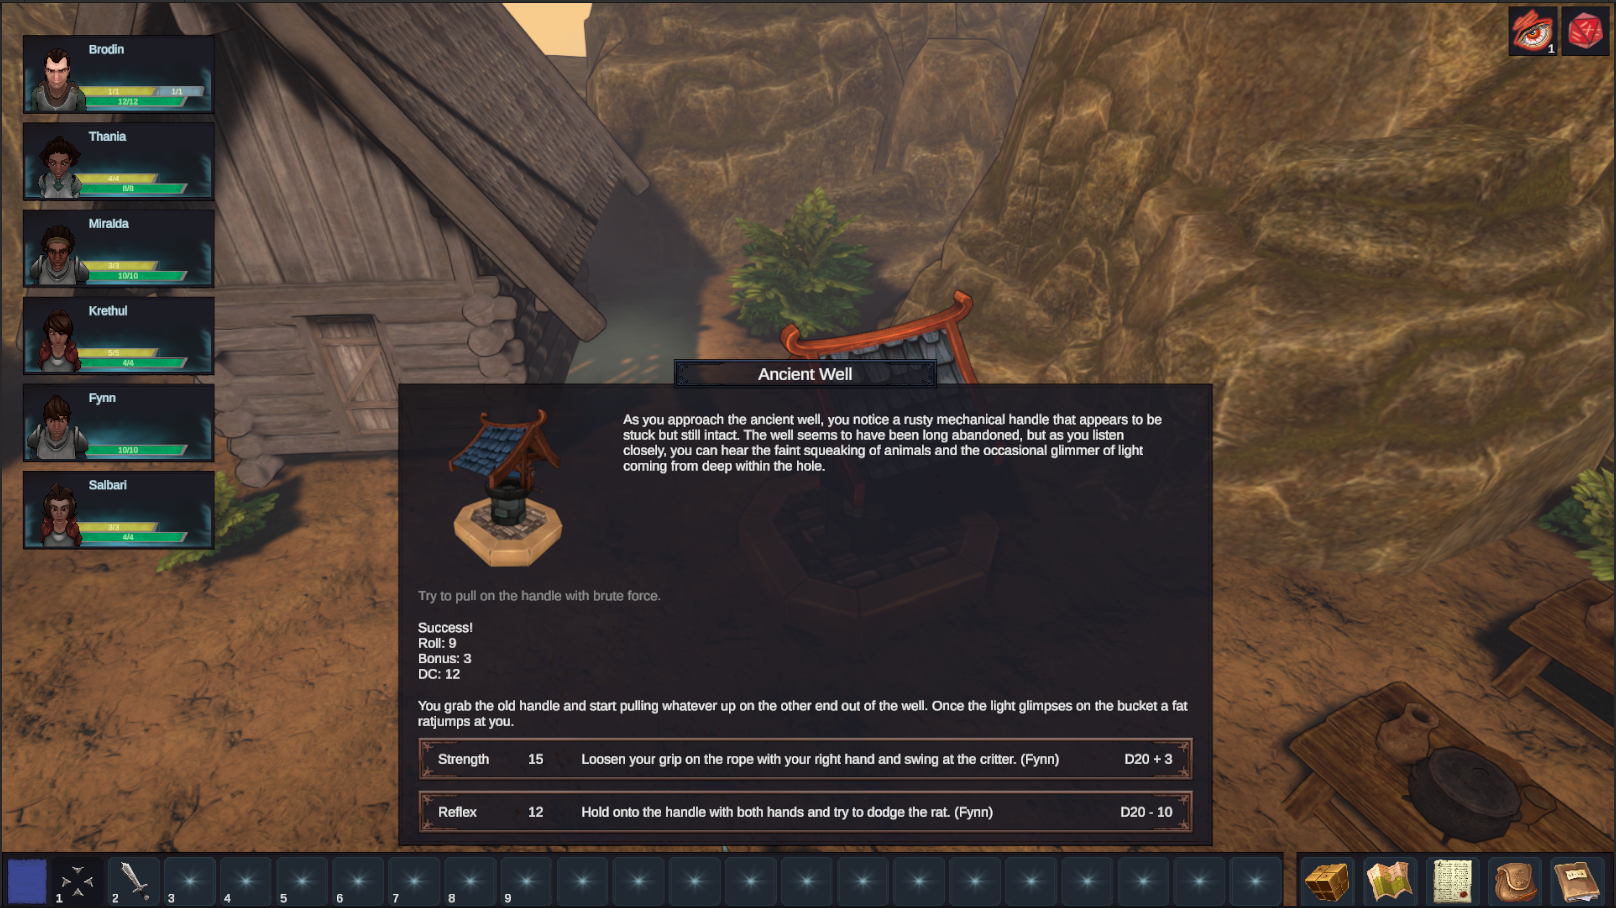 Brodin
1/1 1/1
12/12
Thania
4/4
8/8
Miralda
3/3
10/10
Krethul
5/5
4/4
Fynn
10/10
Salbari
3/3
4/4
1
Ancient Well
As you approach the ancient well, you notice a rusty mechanical handle that appears to be
stuck but still intact. The well seems to have been long abandoned, but as you listen
closely, you can hear the faint squeaking of animals and the occasional glimmer of light
coming from deep within the hole.
Try to pull on the handle with brute force.
Success!
Roll: 9
Bonus: 3
DC: 12
You grab the old handle and start pulling whatever up on the other end out of the well. Once the light glimpses on the bucket a fat
ratjumps at you.
Strength 15 Loosen your grip on the rope with your right hand and swing at the critter. (Fynn) D20 + 3
Reflex 12 Hold onto the handle with both hands and try to dodge the rat. (Fynn) D20 - 10
1 2 3 4 5 6 7 8 9